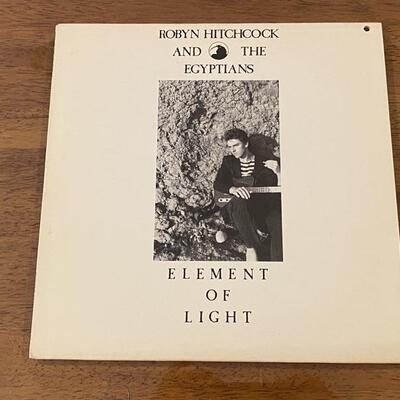 ROBYN HITCHCOCK
AND THE
EGYPTIANS
ELEMENT
OF
LIGHT